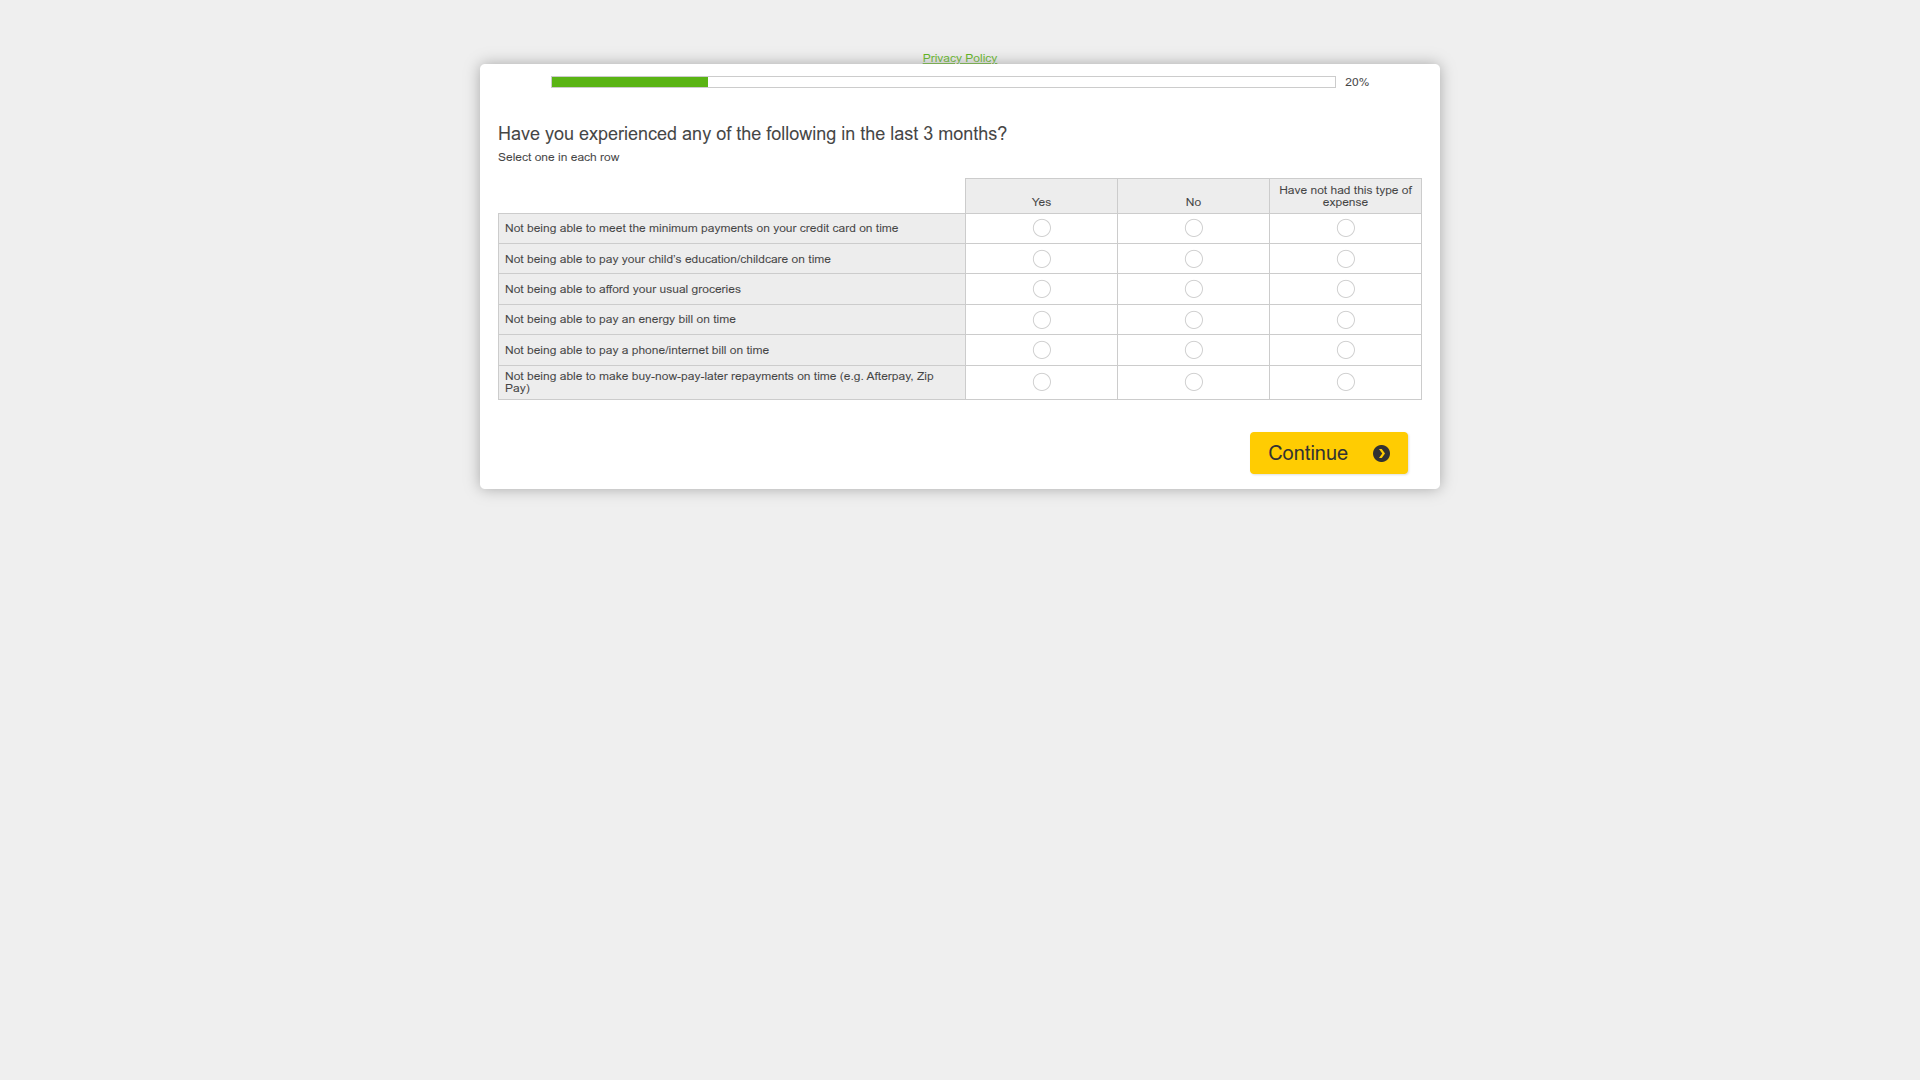 Privacy Policy
20%
Have you experienced any of the following in the last 3 months?
Select one in each row
Yes
No
Have not had this type of
expense
Not being able to meet the minimum payments on your credit card on time
Not being able to pay your child's education/childcare on time
Not being able to afford your usual groceries
Not being able to pay an energy bill on time
Not being able to pay a phone/internet bill on time
Not being able to make buy-now-pay-later repayments on time (e.g. Afterpay, Zip
Pay)
Continue